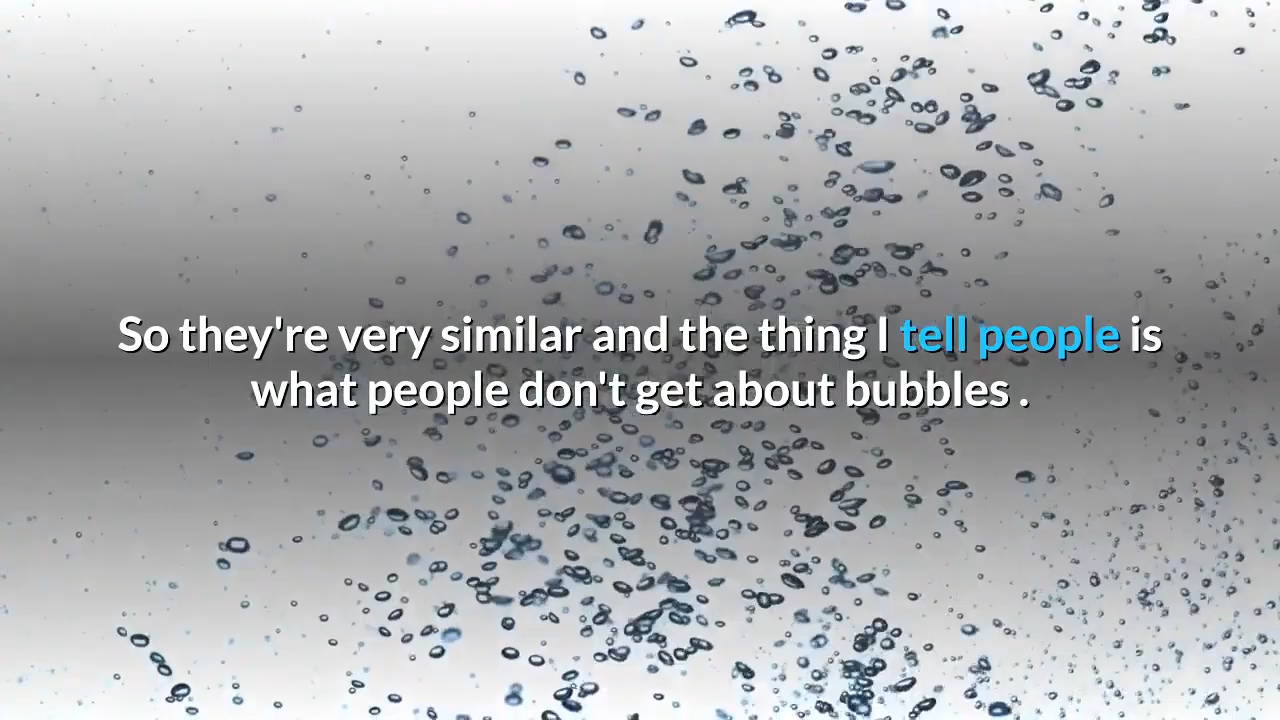 So they're very similar and the thing I tell people is
what people don't get about bubbles .